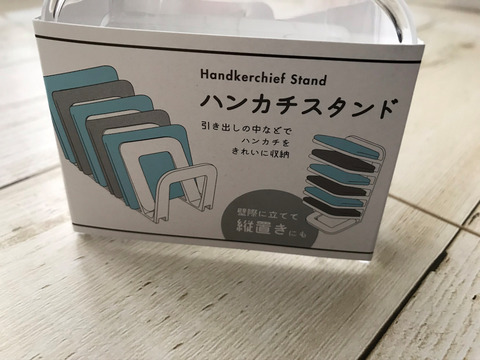 Handkerchief Stand
ハンカチスタンド
引き出しの中などで
ハンカチを
きれいに収納
壁際に立てて
縦置きにも